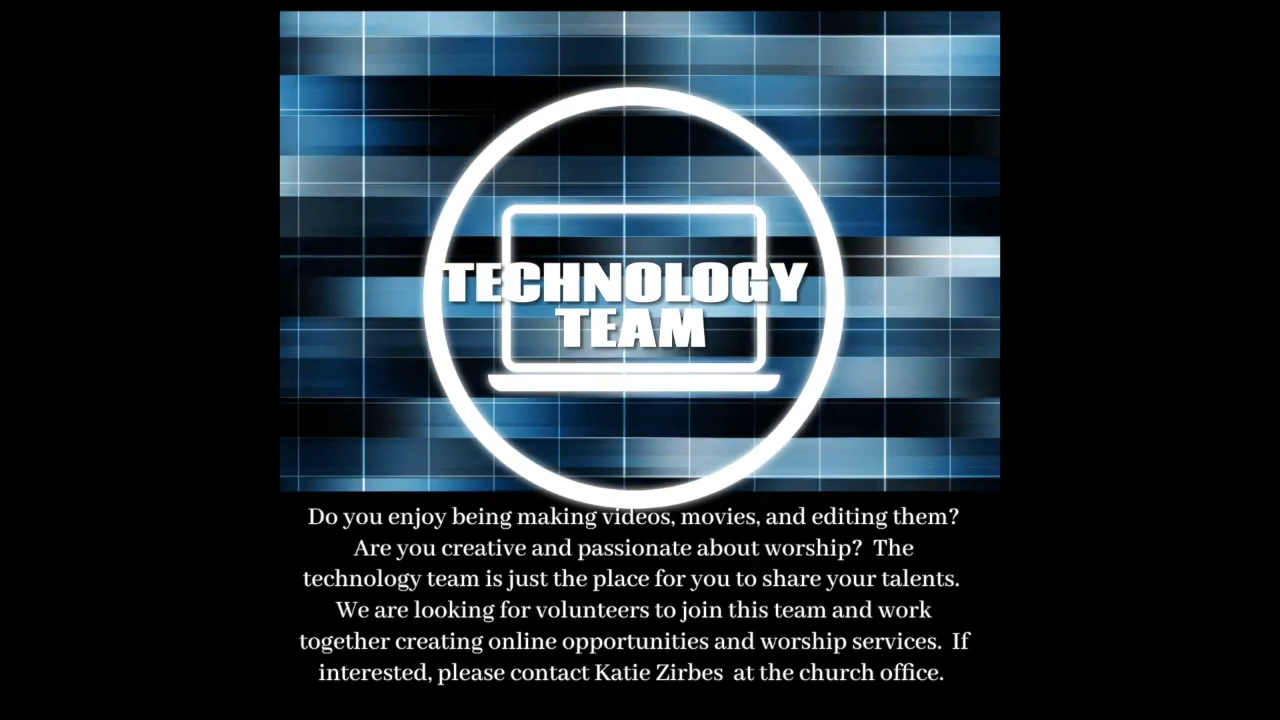 TECHNOLOGY
TEAM
Do you enjoy being making videos, movies, and editing them?
Are you creative and passionate about worship?  The
technology team is just the place for you to share your talents.
We are looking for volunteers to join this team and work
together creating online opportunities and worship services.  If
interested, please contact Katie Zirbes  at the church office.